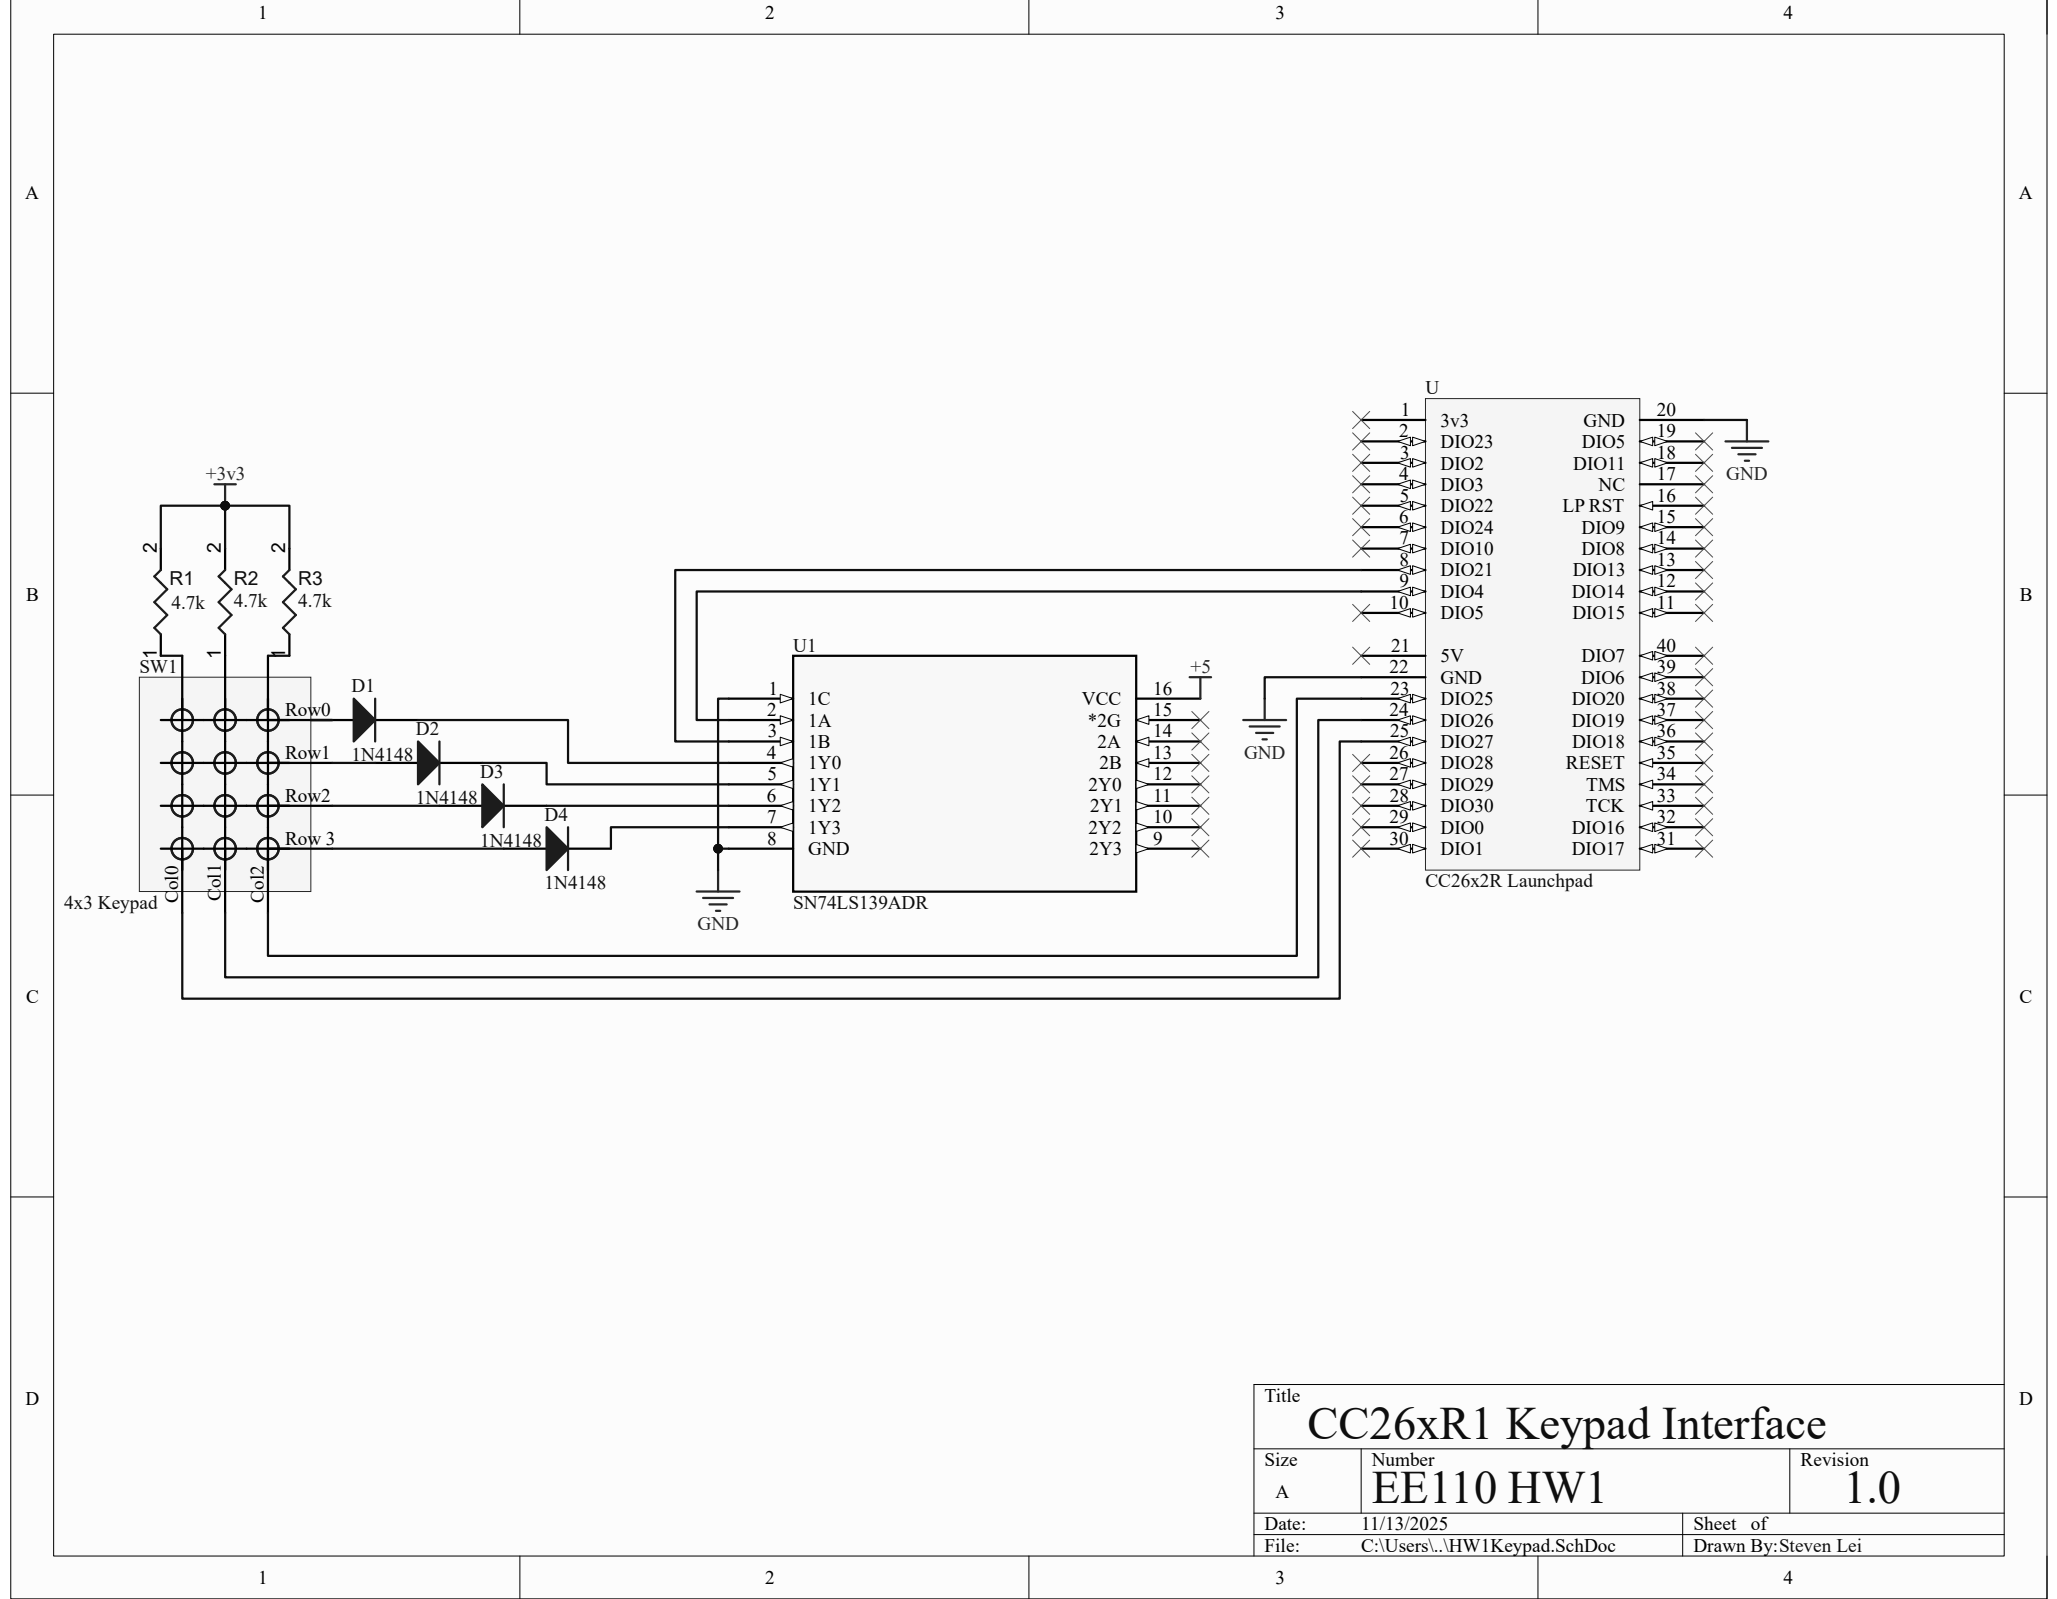 1 2 3 4
A A
B B
C C
D D
+3v3
2 2 2
R1 R2 R3
4.7k 4.7k 4.7k
1 1 1
SW1
Row0
Row1
Row2
Row 3
Col0 Col1 Col2
4x3 Keypad
D1
1N4148
D2
1N4148
D3
1N4148
D4
1N4148
U1
1 1C VCC 16 +5
2 1A *2G 15
3 1B 2A 14
4 1Y0 2B 13
5 1Y1 2Y0 12
6 1Y2 2Y1 11
7 1Y3 2Y2 10
8 GND 2Y3 9
SN74LS139ADR
GND
U
1 3v3 GND 20
2 DIO23 DIO5 19
3 DIO2 DIO11 18
4 DIO3 NC 17
5 DIO22 LP RST 16
6 DIO24 DIO9 15
7 DIO10 DIO8 14
8 DIO21 DIO13 13
9 DIO4 DIO14 12
10 DIO5 DIO15 11
21 5V DIO7 40
22 GND DIO6 39
23 DIO25 DIO20 38
24 DIO26 DIO19 37
25 DIO27 DIO18 36
26 DIO28 RESET 35
27 DIO29 TMS 34
28 DIO30 TCK 33
29 DIO0 DIO16 32
30 DIO1 DIO17 31
CC26x2R Launchpad
GND
GND
Title
CC26xR1 Keypad Interface
Size Number Revision
A EE110 HW1 1.0
Date: 11/13/2025 Sheet of
File: C:\Users\..\HW1Keypad.SchDoc Drawn By:Steven Lei
1 2 3 4